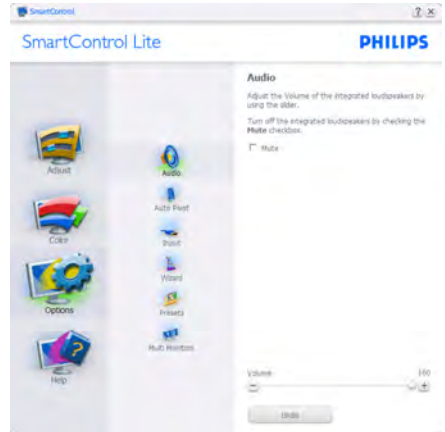 SmartControl
? ×
SmartControl Lite
PHILIPS
Adjust
Color
Options
Help
Audio
Auto Pivot
Input
Wizard
Presets
Multi Monitors
Audio
Adjust the Volume of the integrated loudspeakers by
using the slider.
Turn off the integrated loudspeakers by checking the
Mute checkbox.
Mute
Volume 100
Undo